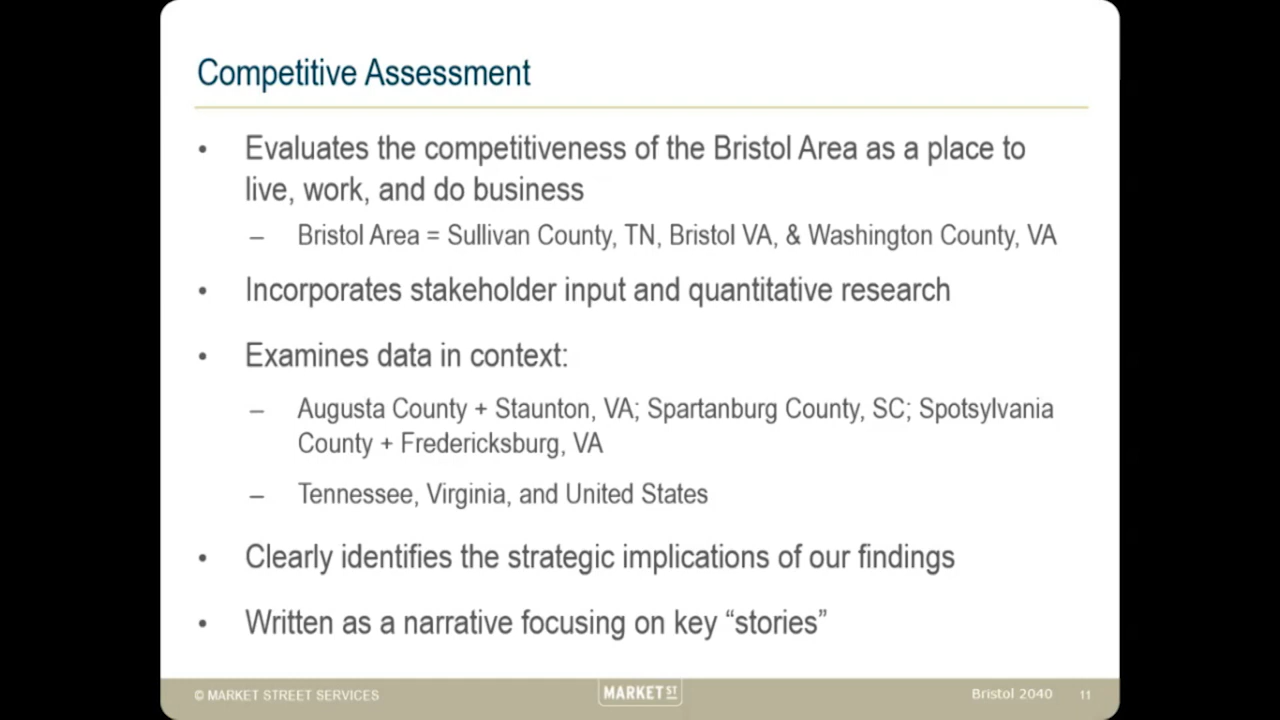 Competitive Assessment
• Evaluates the competitiveness of the Bristol Area as a place to
live, work, and do business
– Bristol Area = Sullivan County, TN, Bristol VA, & Washington County, VA
• Incorporates stakeholder input and quantitative research
• Examines data in context:
– Augusta County + Staunton, VA; Spartanburg County, SC; Spotsylvania
County + Fredericksburg, VA
– Tennessee, Virginia, and United States
• Clearly identifies the strategic implications of our findings
• Written as a narrative focusing on key “stories”
© MARKET STREET SERVICES
MARKET ST
Bristol 2040
11